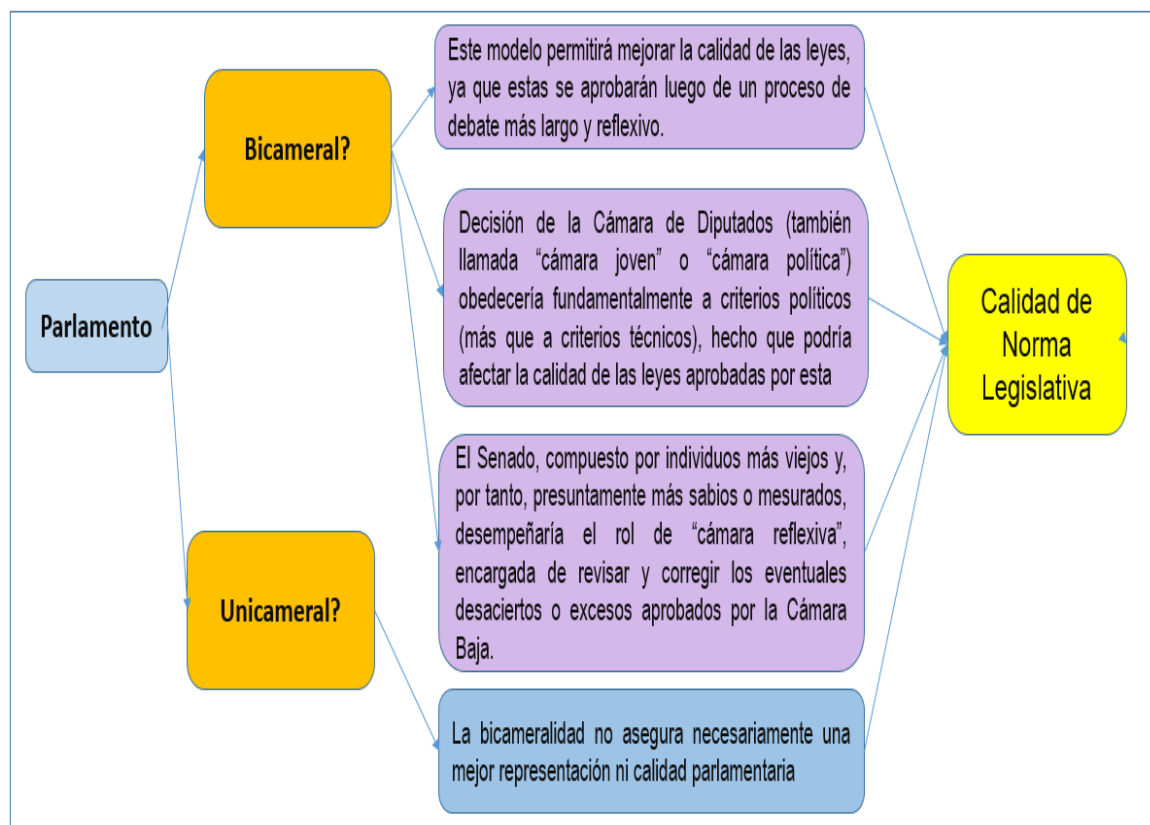 Este modelo permitirá mejorar la calidad de las leyes,
ya que estas se aprobarán luego de un proceso de
debate más largo y reflexivo.
Bicameral?
Decisión de la Cámara de Diputados (también
llamada “cámara joven” o “cámara política”)
obedecería fundamentalmente a criterios políticos
(más que a criterios técnicos), hecho que podría
afectar la calidad de las leyes aprobadas por esta
Parlamento
Calidad de
Norma
Legislativa
El Senado, compuesto por individuos más viejos y,
por tanto, presuntamente más sabios o mesurados,
desempeñaría el rol de “cámara reflexiva”,
encargada de revisar y corregir los eventuales
desaciertos o excesos aprobados por la Cámara
Baja.
Unicameral?
La bicameralidad no asegura necesariamente una
mejor representación ni calidad parlamentaria